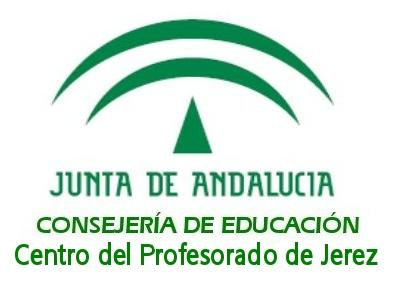 JUNTA DE ANDALUCIA
CONSEJERÍA DE EDUCACIÓN
Centro del Profesorado de Jerez